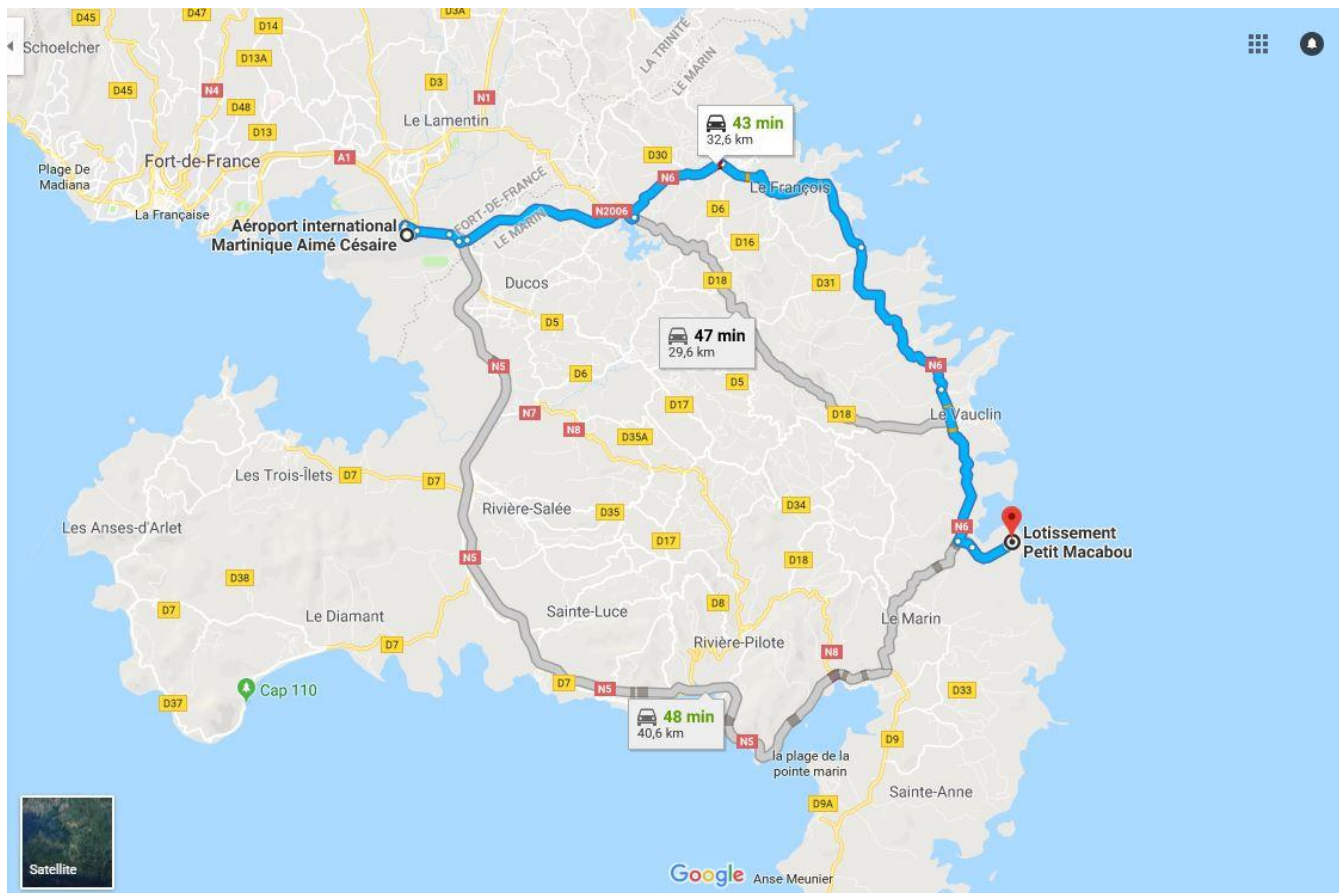 D45
D47
D14
D3A
Schoelcher
D13A
LA TRINITÉ
LE MARIN
D45
N4
D3
N1
D48
Le Lamentin
43 min
32,6 km
D13
Fort-de-France
A1
D30
Plage De
Madiana
N6
Le François
La Française
FORT-DE-FRANCE
LE MARIN
N2006
D6
Aéroport international
Martinique Aimé Césaire
D16
Ducos
D18
D31
D5
47 min
29,6 km
N5
N6
D6
D5
D17
N7
D18
Le Vauclin
N8
D35A
Les Trois-Îlets
D7
D7
Rivière-Salée
D35
D34
Les Anses-d'Arlet
N6
Lotissement
Petit Macabou
D17
N5
D18
D38
D7
Sainte-Luce
D8
Le Diamant
Le Marin
D7
Rivière-Pilote
N8
Cap 110
D7
N5
D33
D37
48 min
40,6 km
N5
D9
la plage de la
pointe marin
Sainte-Anne
D9A
Satellite
Google
Anse Meunier